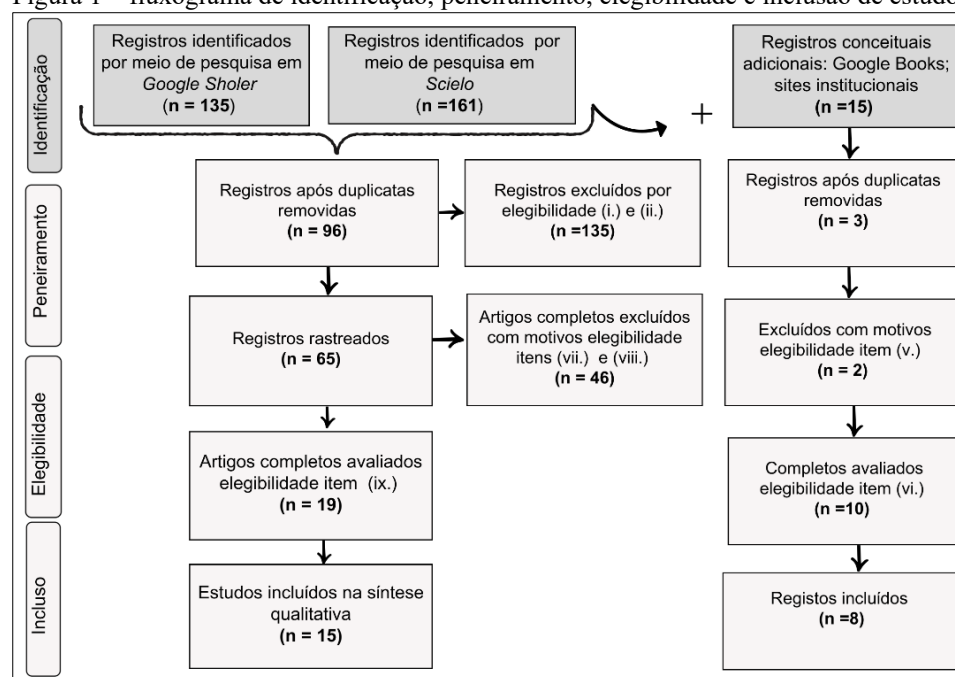 Figura 1 – fluxograma de identificação, peneiramento, elegibilidade e inclusão de estudo
Identificação
Registros identificados
por meio de pesquisa em
Google Sholer
(n = 135)
Registros identificados por
meio de pesquisa em
Scielo
(n =161)
+
Registros conceituais
adicionais: Google Books;
sites institucionais
(n =15)
Peneiramento
Registros após duplicatas
removidas
(n = 96)
Registros excluídos por
elegibilidade (i.) e (ii.)
(n =135)
Registros após duplicatas
removidas
(n = 3)
Registros rastreados
(n = 65)
Artigos completos excluídos
com motivos elegibilidade
itens (vii.) e (viii.)
(n = 46)
Excluídos com motivos
elegibilidade item (v.)
(n = 2)
Elegibilidade
Artigos completos avaliados
elegibilidade item (ix.)
(n = 19)
Completos avaliados
elegibilidade item (vi.)
(n =10)
Incluso
Estudos incluídos na síntese
qualitativa
(n = 15)
Registos incluídos
(n =8)